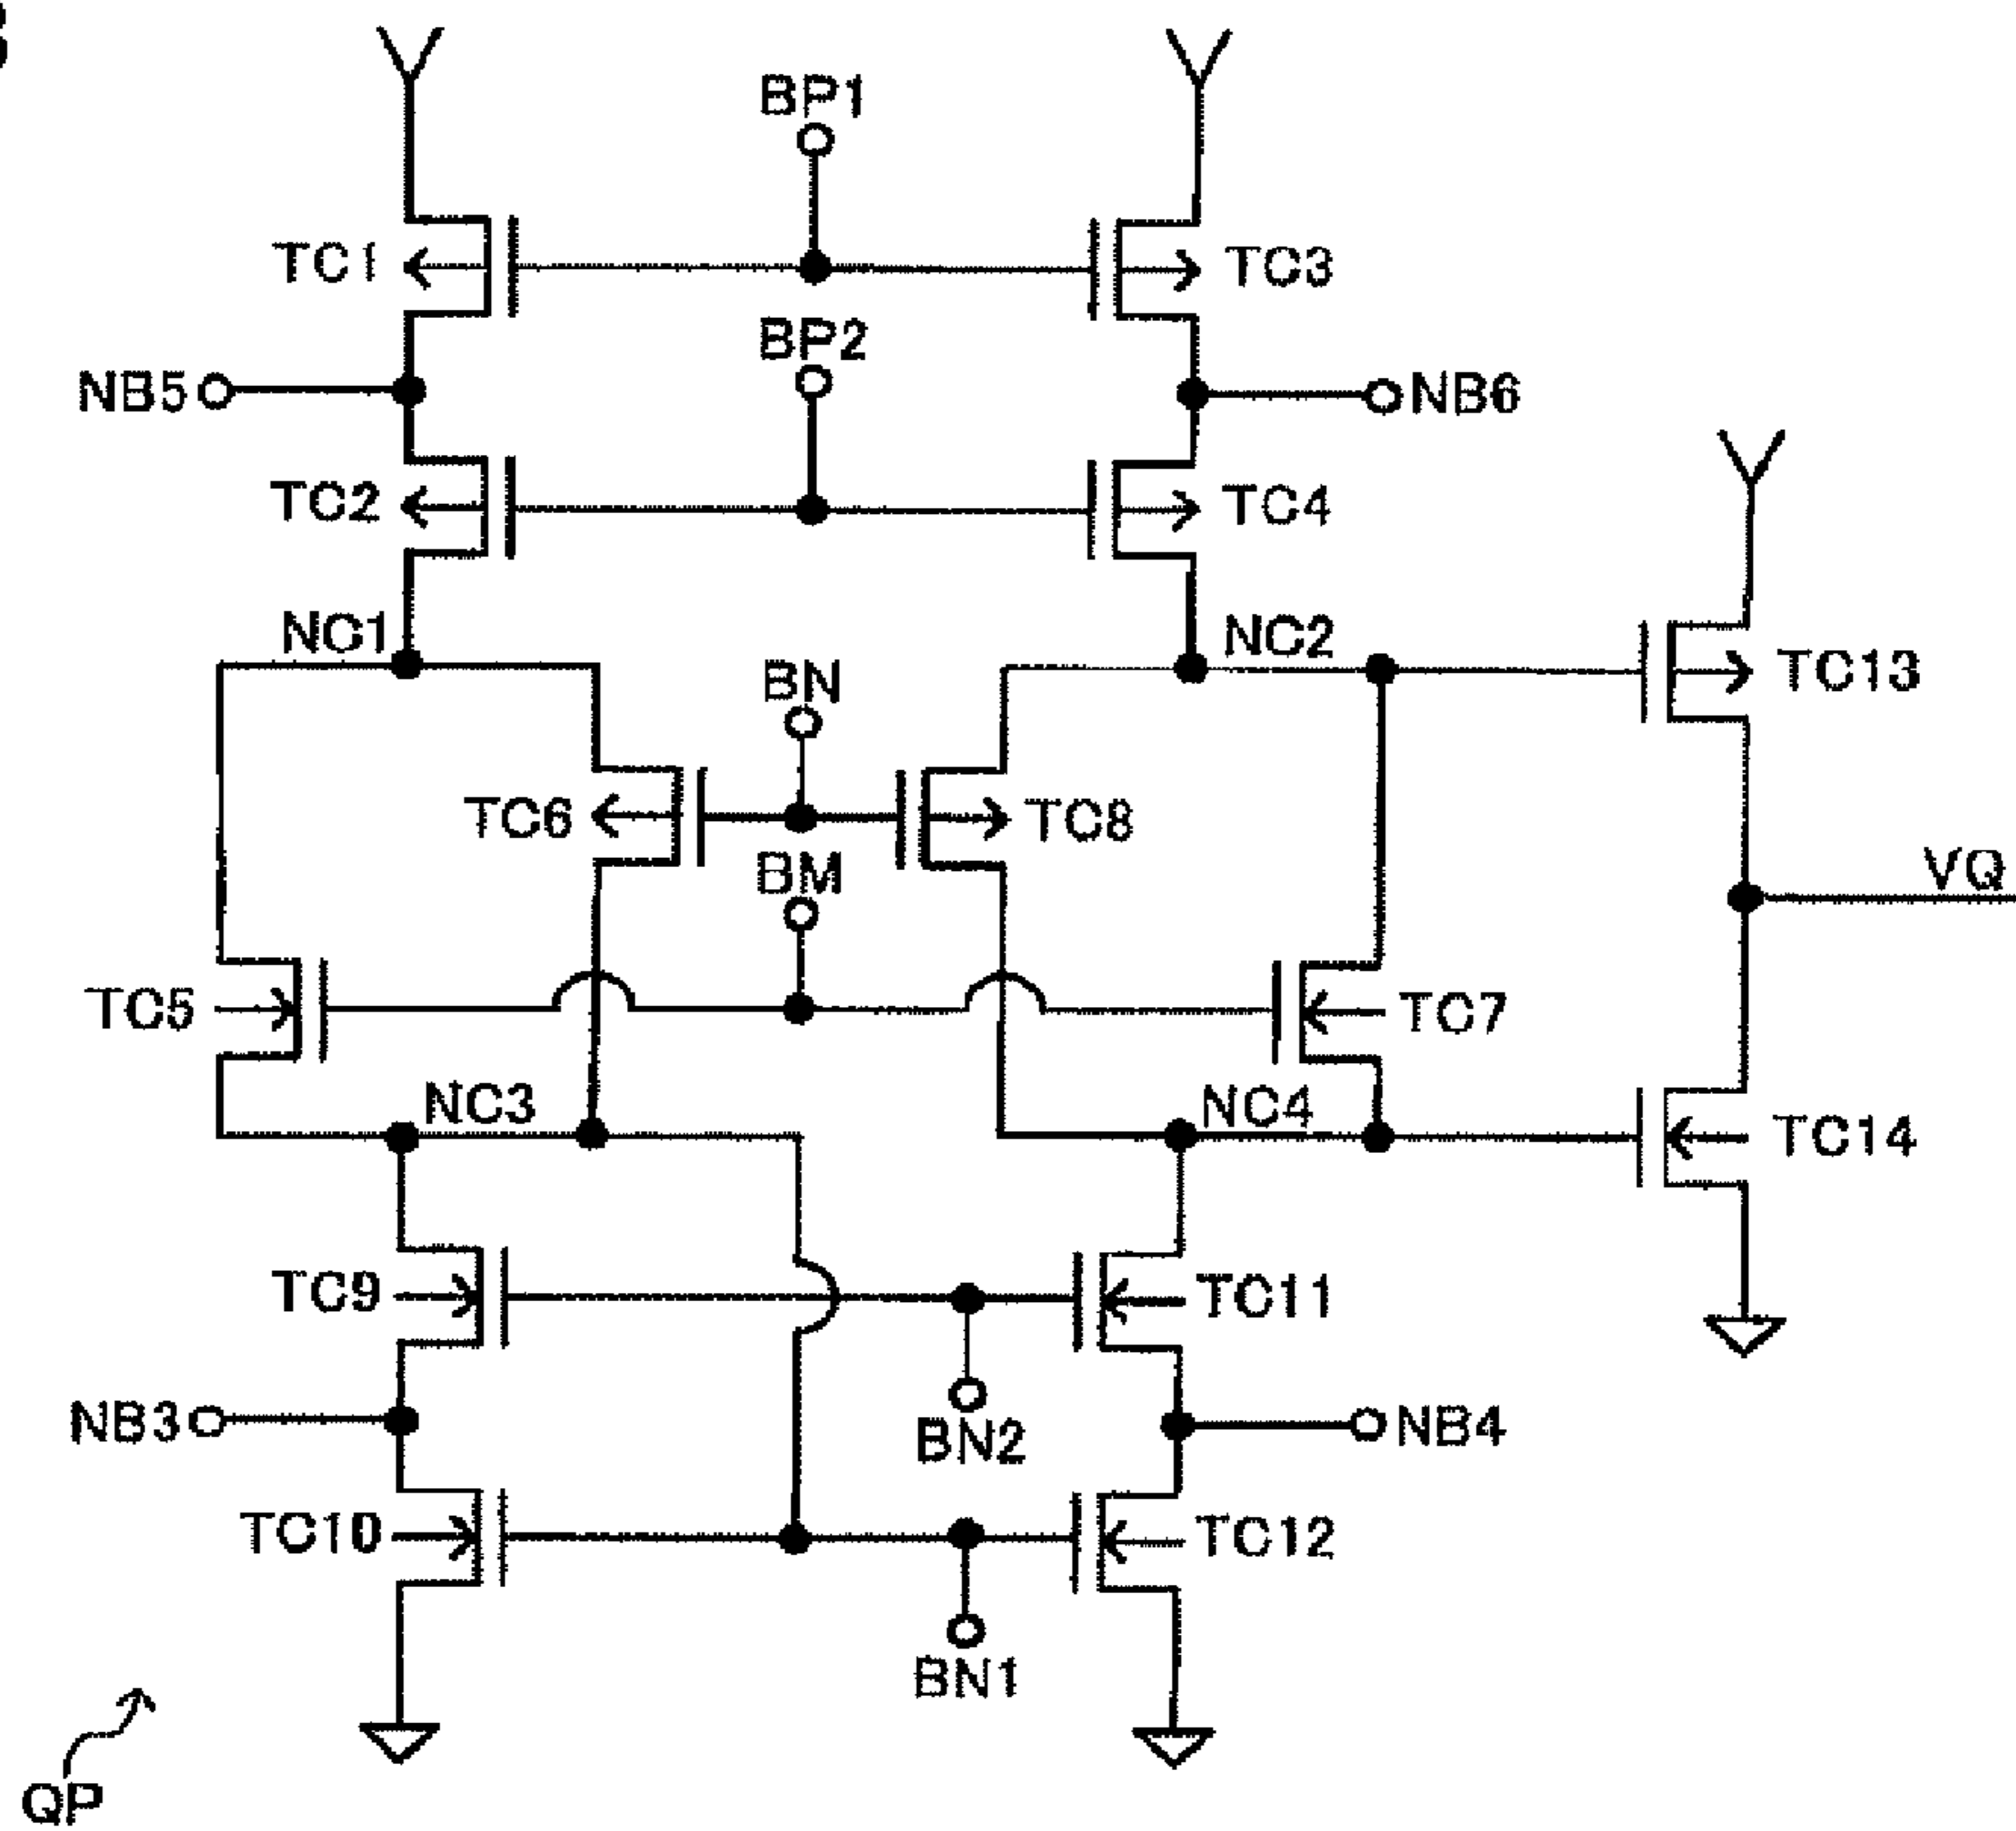 BP1
TC1
TC3
BP2
NB5
NB6
TC2
TC4
NC1
NC2
BN
TC13
TC6
TC8
BM
VQ
TC5
TC7
NC3
NC4
TC14
TC9
TC11
NB3
BN2
NB4
TC10
TC12
BN1
QP